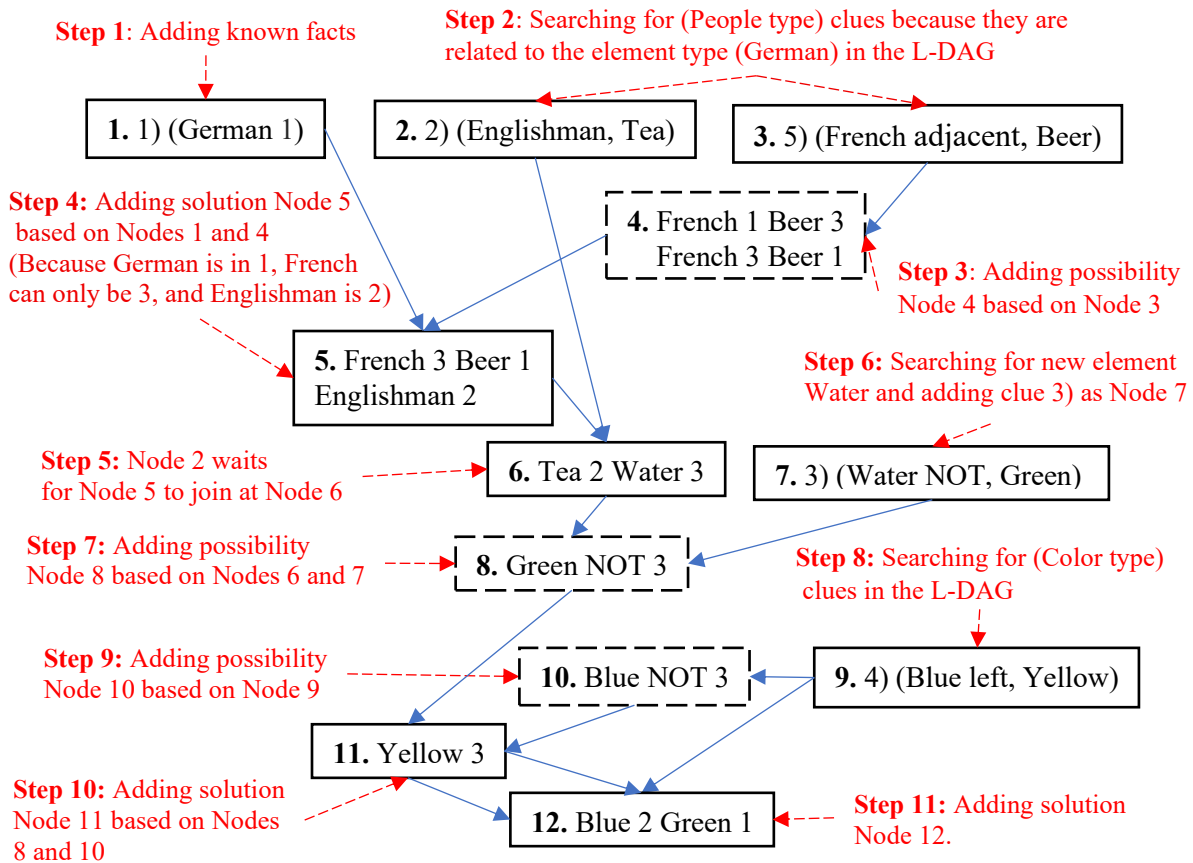 Step 1: Adding known facts
Step 2: Searching for (People type) clues because they are
related to the element type (German) in the L-DAG
1. 1) (German 1)
2. 2) (Englishman, Tea)
3. 5) (French adjacent, Beer)
Step 4: Adding solution Node 5
based on Nodes 1 and 4
(Because German is in 1, French
can only be 3, and Englishman is 2)
4. French 1 Beer 3
French 3 Beer 1
Step 3: Adding possibility
Node 4 based on Node 3
5. French 3 Beer 1
Englishman 2
Step 6: Searching for new element
Water and adding clue 3) as Node 7
Step 5: Node 2 waits
for Node 5 to join at Node 6
6. Tea 2 Water 3
7. 3) (Water NOT, Green)
Step 7: Adding possibility
Node 8 based on Nodes 6 and 7
8. Green NOT 3
Step 8: Searching for (Color type)
clues in the L-DAG
Step 9: Adding possibility
Node 10 based on Node 9
10. Blue NOT 3
9. 4) (Blue left, Yellow)
11. Yellow 3
Step 10: Adding solution
Node 11 based on Nodes
8 and 10
12. Blue 2 Green 1
Step 11: Adding solution
Node 12.